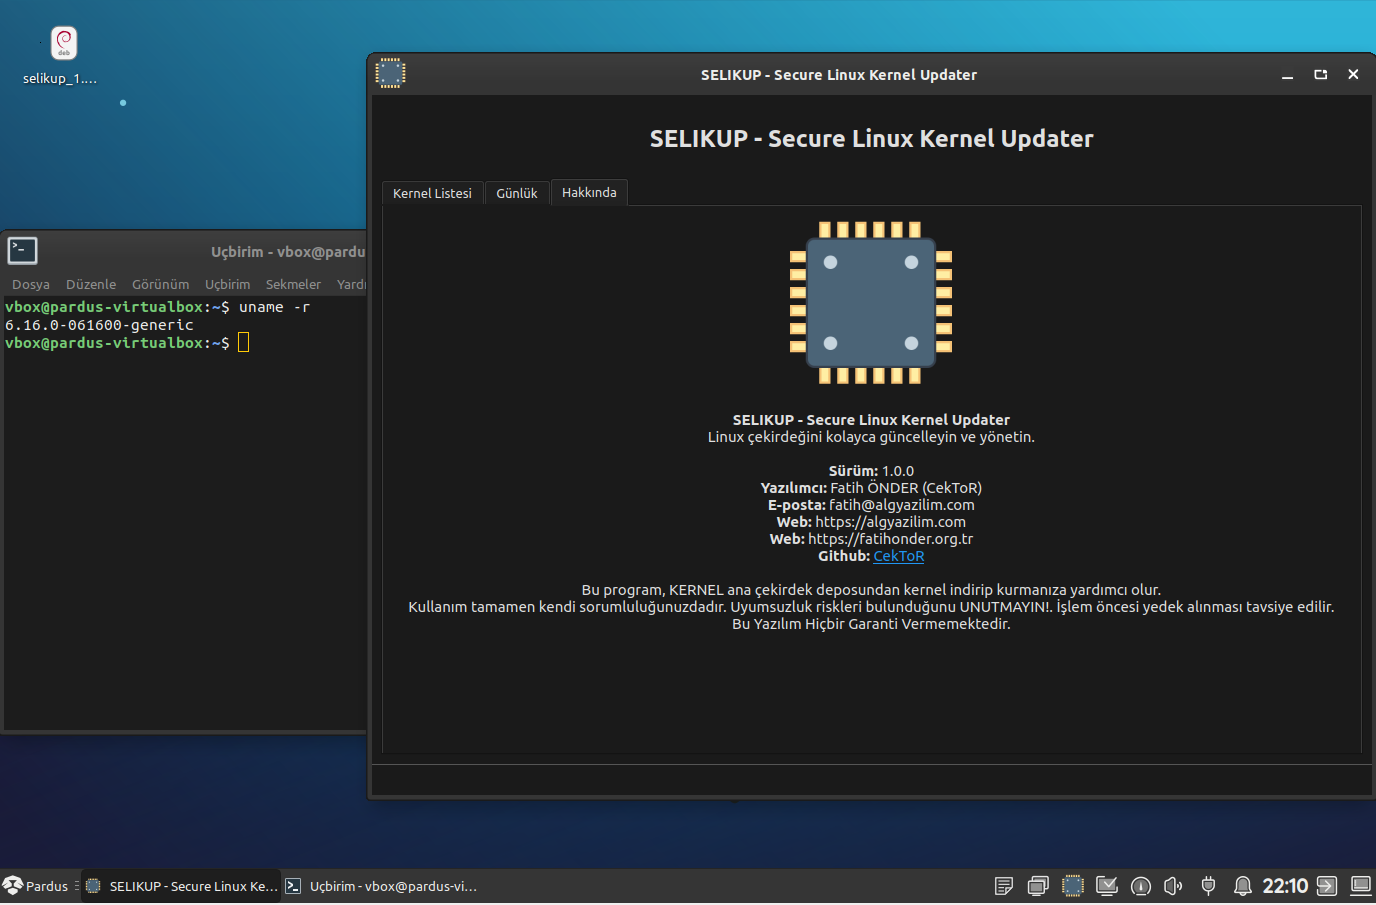 deb
selikup_1....
SELIKUP - Secure Linux Kernel Updater
SELIKUP - Secure Linux Kernel Updater
Kernel Listesi
Günlük
Hakkında
Uçbirim - vbox@pardu
Dosya
Düzenle
Görünüm
Uçbirim
Sekmeler
Yardı
vbox@pardus-virtualbox:~$ uname -r
6.16.0-061600-generic
vbox@pardus-virtualbox:~$
SELIKUP - Secure Linux Kernel Updater
Linux çekirdeğini kolayca güncelleyin ve yönetin.
Sürüm: 1.0.0
Yazılımcı: Fatih ÖNDER (CekToR)
E-posta: fatih@algyazilim.com
Web: https://algyazilim.com
Web: https://fatihonder.org.tr
Github: CekToR
Bu program, KERNEL ana çekirdek deposundan kernel indirip kurmanıza yardımcı olur.
Kullanım tamamen kendi sorumluluğunuzdadır. Uyumsuzluk riskleri bulunduğunu UNUTMAYIN!. İşlem öncesi yedek alınması tavsiye edilir.
Bu Yazılım Hiçbir Garanti Vermemektedir.
Pardus
SELIKUP - Secure Linux Ke...
Uçbirim - vbox@pardus-vi...
22:10